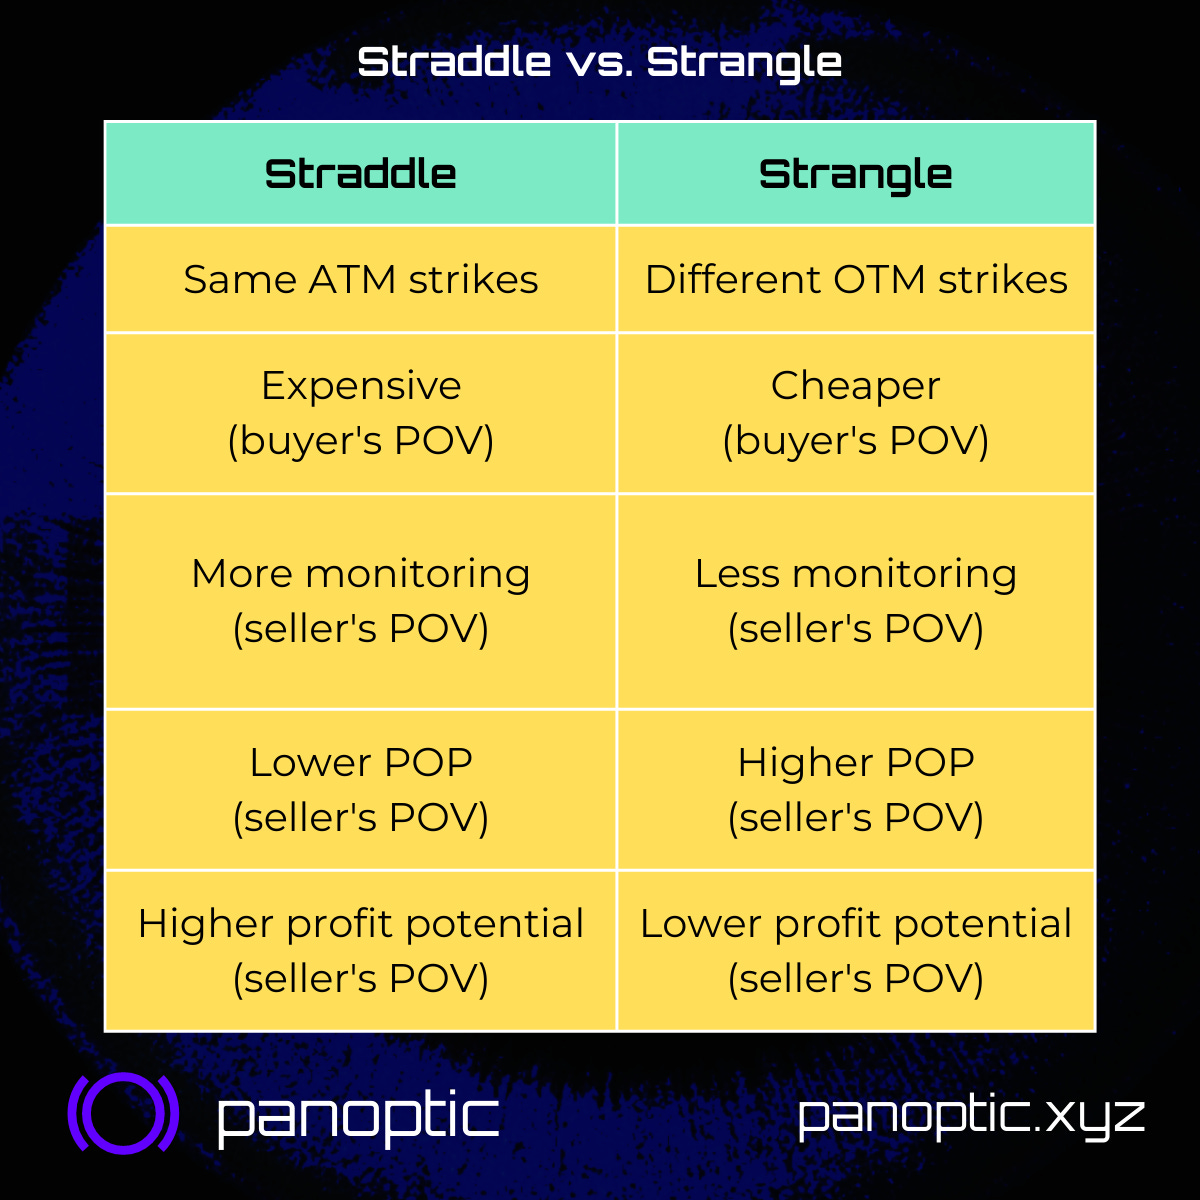 Straddle vs. Strangle
Straddle
Strangle
Same ATM strikes
Different OTM strikes
Expensive
(buyer's POV)
Cheaper
(buyer's POV)
More monitoring
(seller's POV)
Less monitoring
(seller's POV)
Lower POP
(seller's POV)
Higher POP
(seller's POV)
Higher profit potential
(seller's POV)
Lower profit potential
(seller's POV)
panoptic
panoptic.xyz